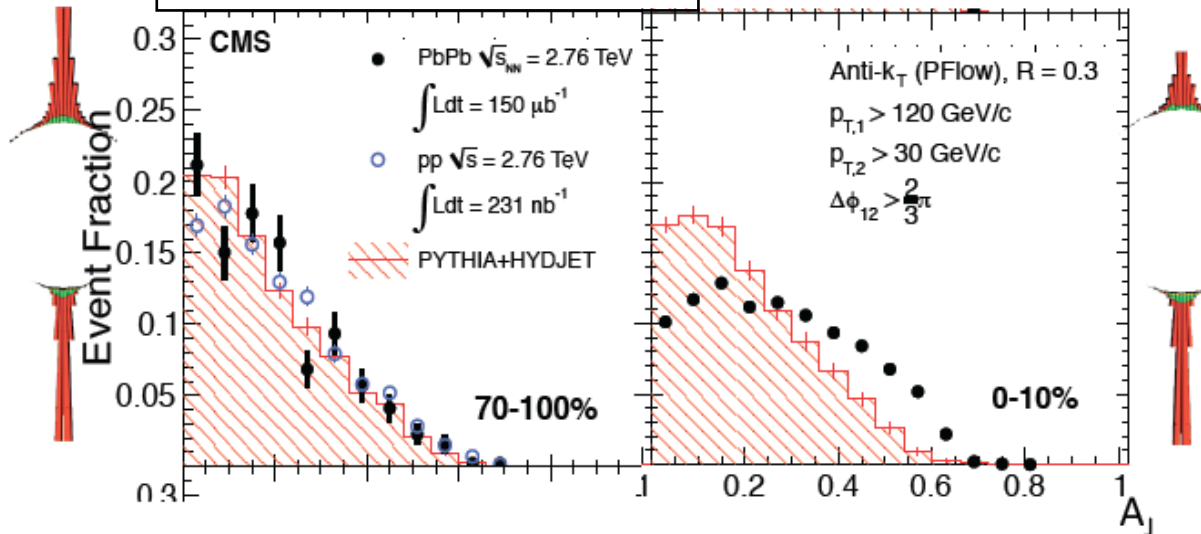 CMS
PbPb √s_NN = 2.76 TeV
∫Ldt = 150 μb⁻¹
pp √s = 2.76 TeV
∫Ldt = 231 nb⁻¹
PYTHIA+HYDJET
70-100%
Event Fraction
0.3
0.25
0.2
0.15
0.1
0.05
0.3
Anti-k_T (PFlow), R = 0.3
p_T,1 > 120 GeV/c
p_T,2 > 30 GeV/c
Δϕ_12 > 2/3 π
0-10%
0.2 0.4 0.6 0.8 1
A_J